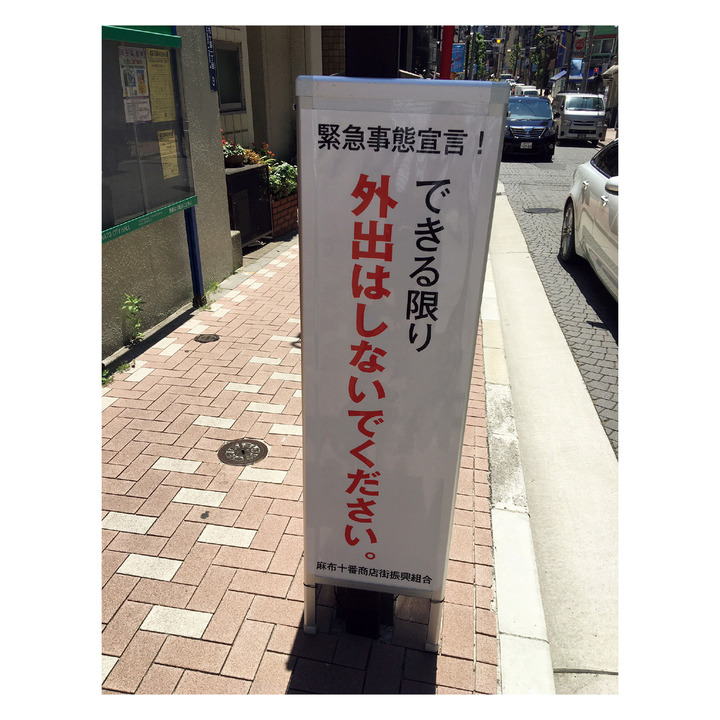 緊急事態宣言！
できる限り
外出はしないでください。
麻布十番商店街振興組合